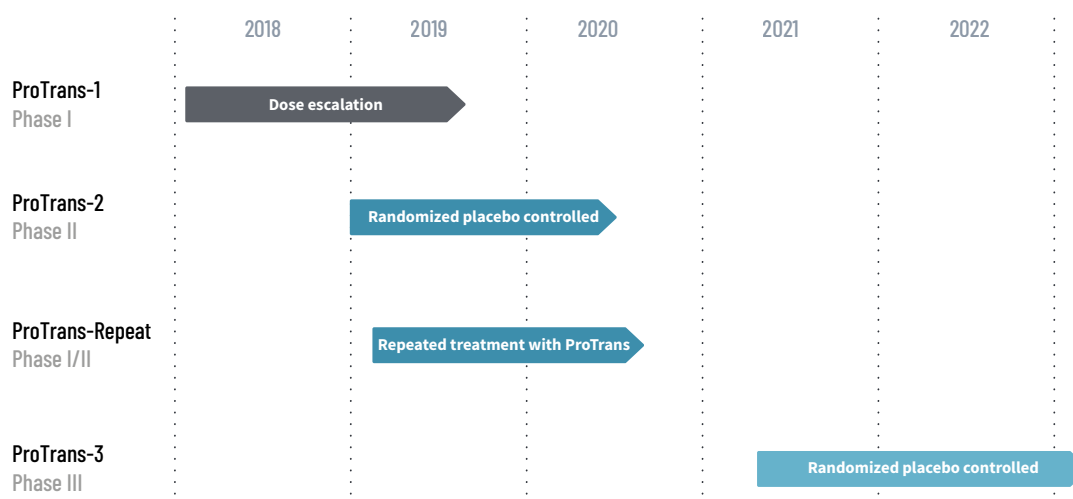 2018 2019 2020 2021 2022
ProTrans-1
Phase I
Dose escalation
ProTrans-2
Phase II
Randomized placebo controlled
ProTrans-Repeat
Phase I/II
Repeated treatment with ProTrans
ProTrans-3
Phase III
Randomized placebo controlled